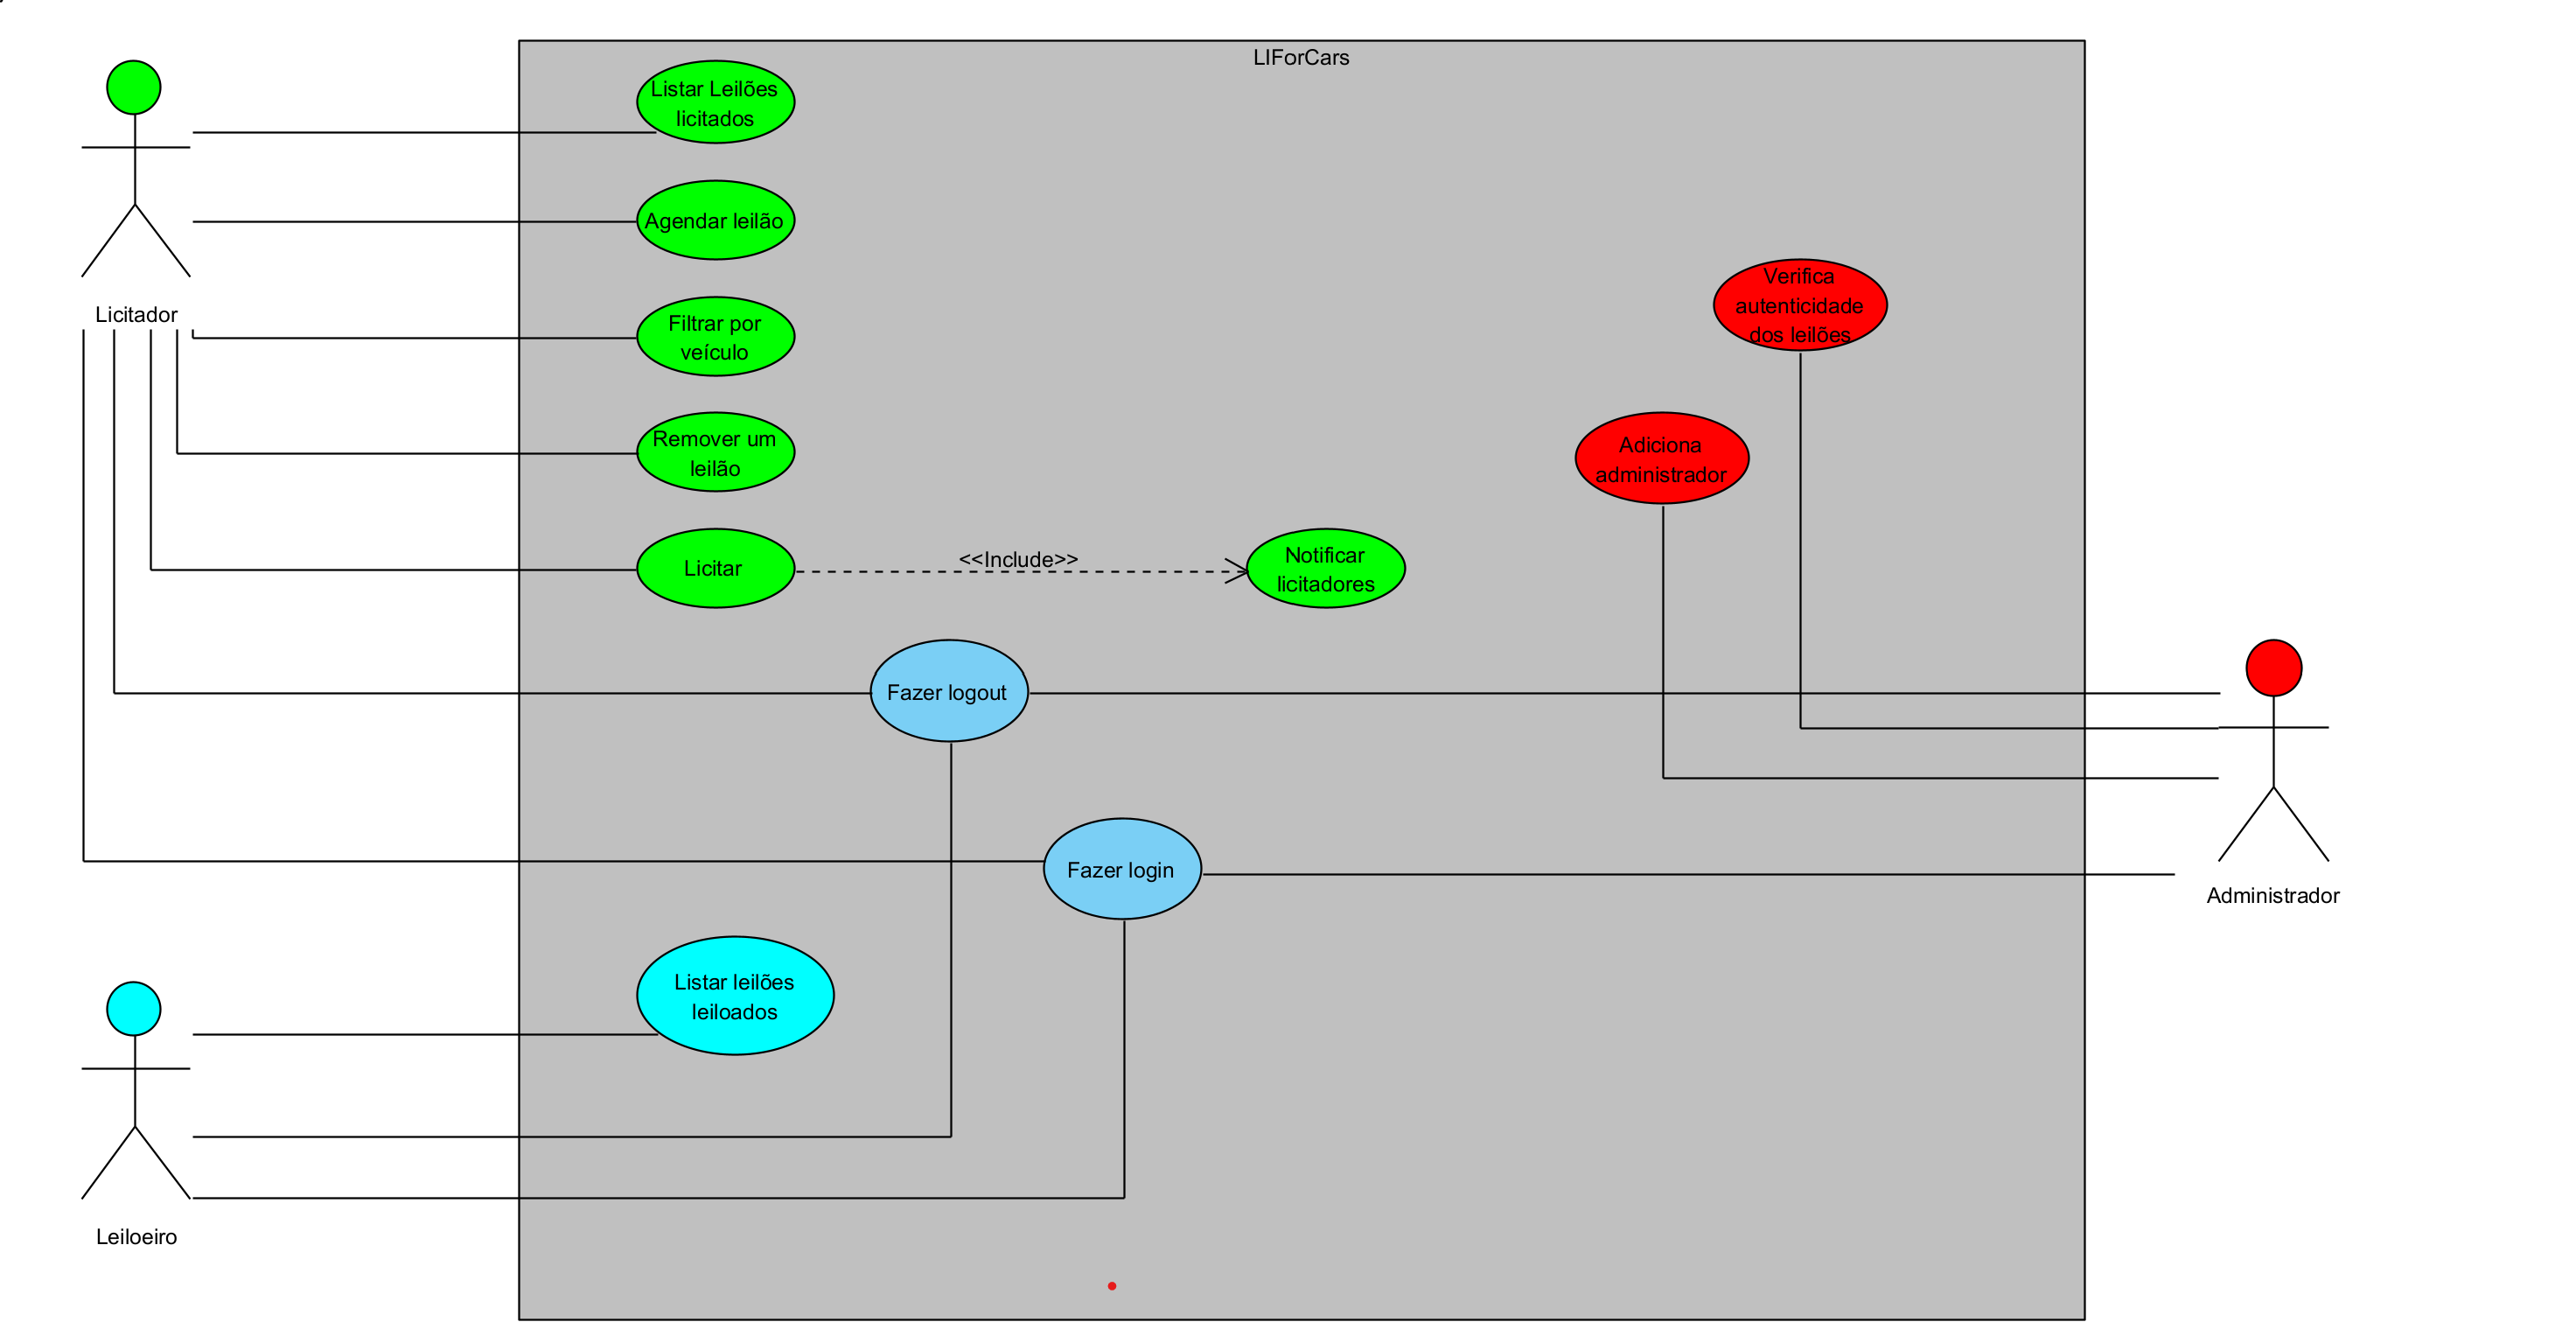 LIForCars
Listar Leilões
licitados
Agendar leilão
Verifica
autenticidade
dos leilões
Licitador
Filtrar por
veículo
Remover um
leilão
Adiciona
administrador
Licitar
<<Include>>
Notificar
licitadores
Fazer logout
Fazer login
Administrador
Listar leilões
leiloados
Leiloeiro